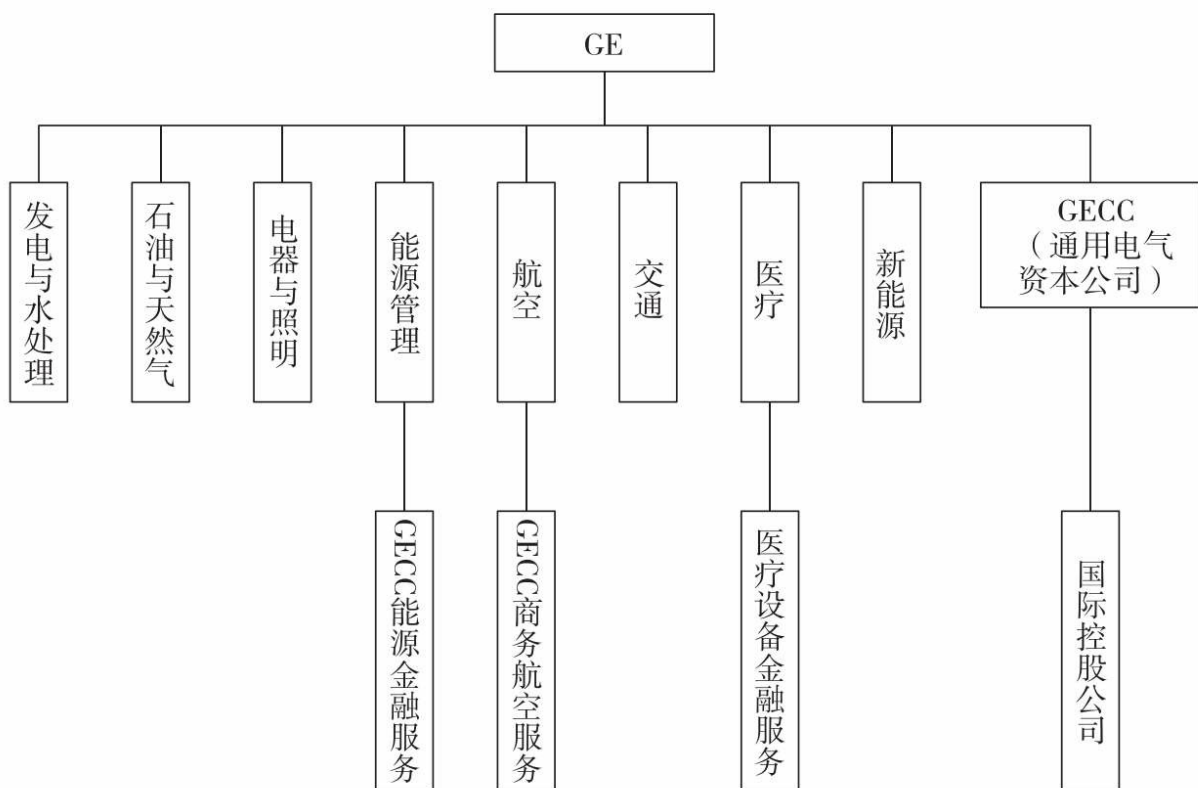 GE
发电与水处理
石油与天然气
电器与照明
能源管理
航空
交通
医疗
新能源
GECC
（通用电气
资本公司）
GECC能源金融服务
GECC商务航空服务
医疗设备金融服务
国际控股公司